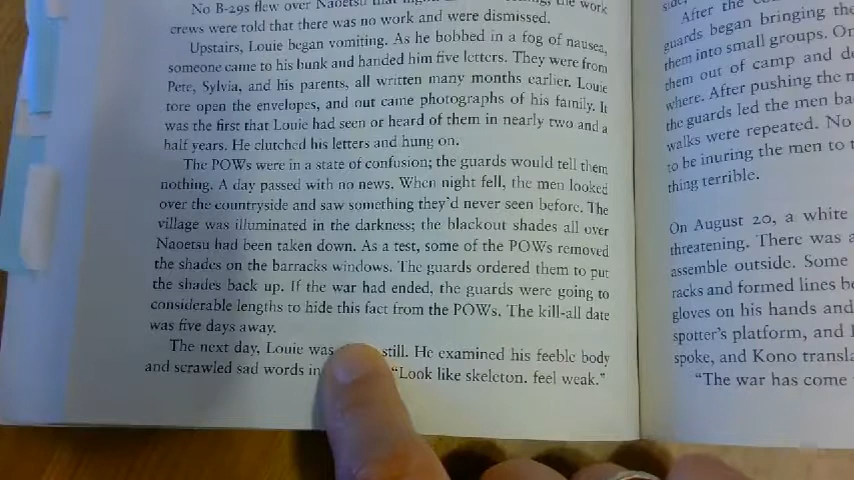 No B-29s flew over Naoetsu that the work
crews were told that there was no work and were dismissed.
Upstairs, Louie began vomiting. As he bobbed in a fog of nausea,
someone came to his bunk and handed him five letters. They were from
Pete, Sylvia, and his parents, all written many months earlier. Louie
tore open the envelopes, and out came photographs of his family. It
was the first that Louie had seen or heard of them in nearly two and a
half years. He clutched his letters and hung on.
The POWs were in a state of confusion; the guards would tell them
nothing. A day passed with no news. When night fell, the men looked
over the countryside and saw something they'd never seen before. The
village was illuminated in the darkness; the blackout shades all over
Naoetsu had been taken down. As a test, some of the POWs removed
the shades on the barracks windows. The guards ordered them to put
the shades back up. If the war had ended, the guards were going to
considerable lengths to hide this fact from the POWs. The kill-all date
was five days away.
The next day, Louie was still. He examined his feeble body
and scrawled sad words in "Look like skeleton. feel weak."
After the
guards began bringing the
them into small groups. On
them out of camp and
where. After pushing the
the guards led the men ba
walks were repeated. No
to be inuring the men to
thing terrible.
On August 20, a white
threatening. There was a
assemble outside. Some
racks and formed lines
gloves on his hands and
spotter's platform, and
spoke, and Kono transla
"The war has come